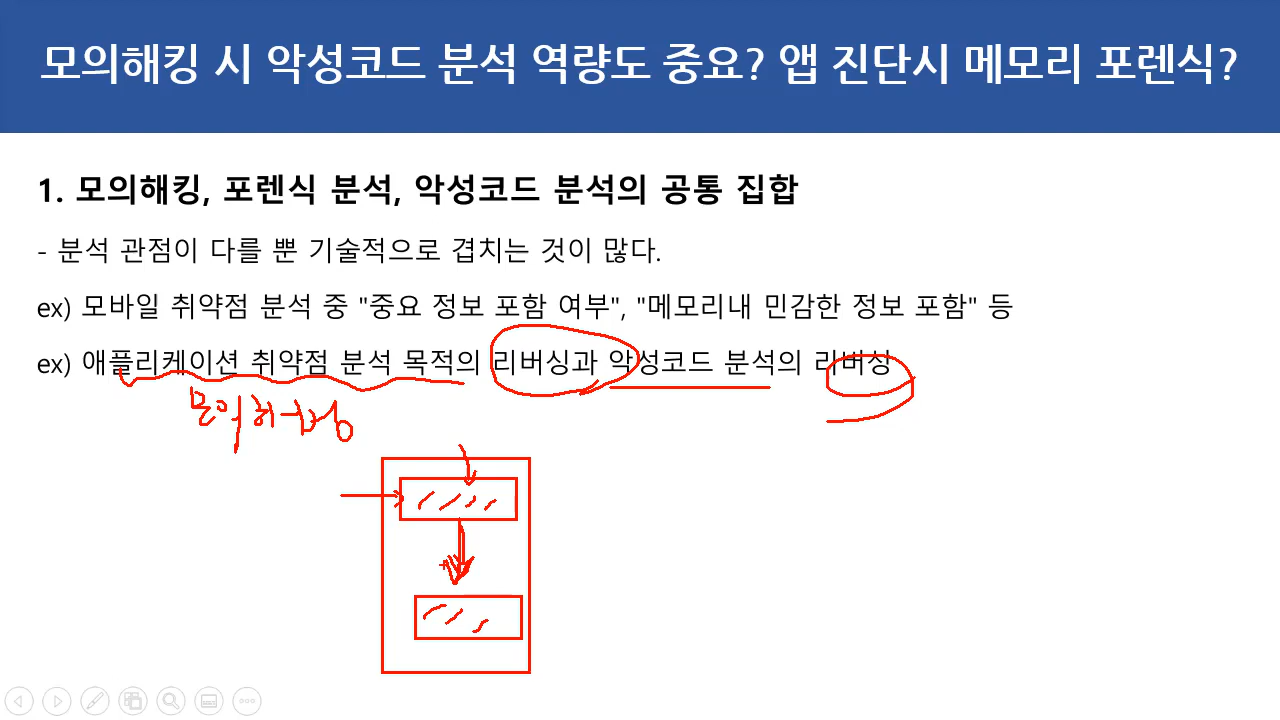 모의해킹 시 악성코드 분석 역량도 중요? 앱 진단시 메모리 포렌식?
1. 모의해킹, 포렌식 분석, 악성코드 분석의 공통 집합
- 분석 관점이 다를 뿐 기술적으로 겹치는 것이 많다.
ex) 모바일 취약점 분석 중 "중요 정보 포함 여부", "메모리내 민감한 정보 포함" 등
ex) 애플리케이션 취약점 분석 목적의 리버싱과 악성코드 분석의 리버싱